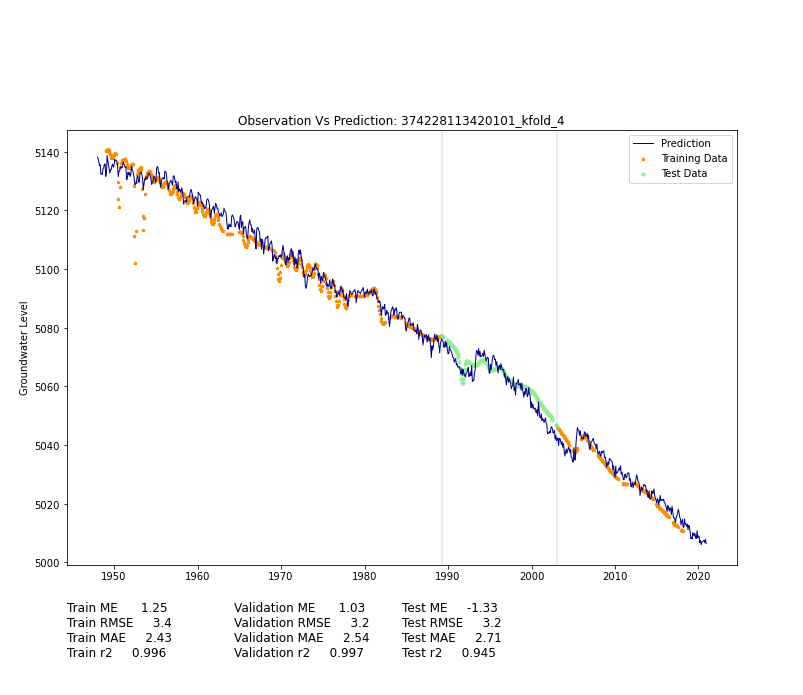 Observation Vs Prediction: 374228113420101_kfold_4
Prediction
Training Data
Test Data
Groundwater Level
5140
5120
5100
5080
5060
5040
5020
5000
1950 1960 1970 1980 1990 2000 2010 2020
Train ME 1.25 Validation ME 1.03 Test ME -1.33
Train RMSE 3.4 Validation RMSE 3.2 Test RMSE 3.2
Train MAE 2.43 Validation MAE 2.54 Test MAE 2.71
Train r2 0.996 Validation r2 0.997 Test r2 0.945